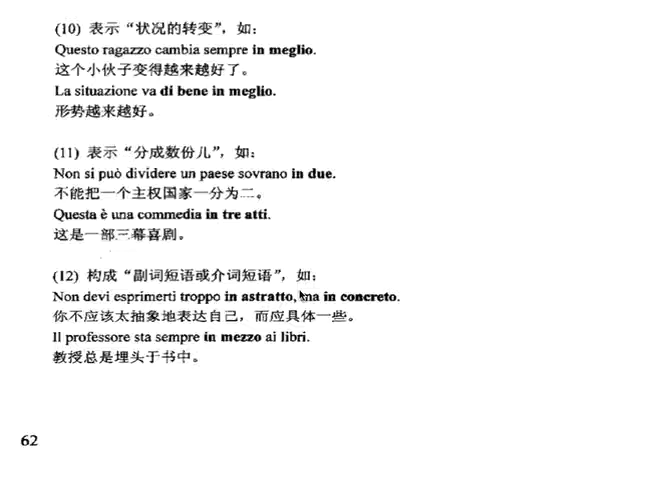 (10) 表示“状况的转变”，如：
Questo ragazzo cambia sempre in meglio.
这个小伙子变得越来越好了。
La situazione va di bene in meglio.
形势越来越好。
(11) 表示“分成数份儿”，如：
Non si può dividere un paese sovrano in due.
不能把一个主权国家一分为二。
Questa è una commedia in tre atti.
这是一部三幕喜剧。
(12) 构成“副词短语或介词短语”，如：
Non devi esprimerti troppo in astratto, ma in concreto.
你不应该太抽象地表达自己，而应具体一些。
Il professore sta sempre in mezzo ai libri.
教授总是埋头于书中。
62